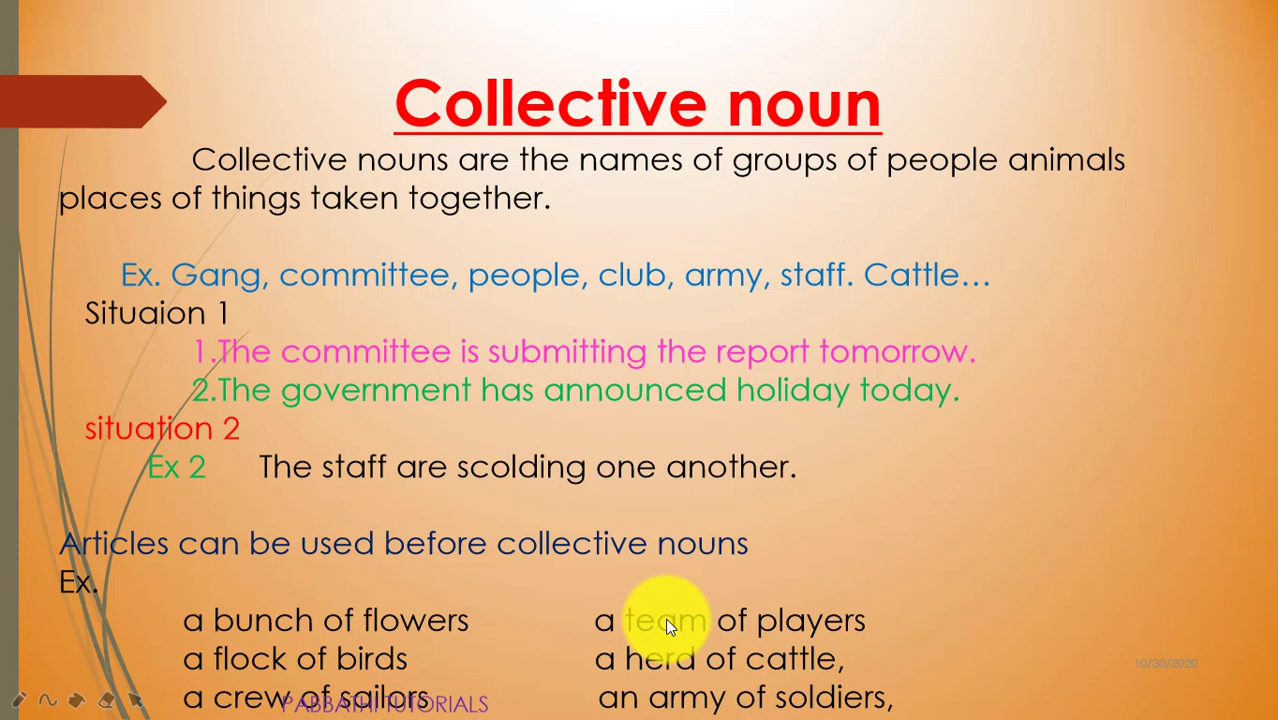 Collective noun
Collective nouns are the names of groups of people animals
places of things taken together.
Ex. Gang, committee, people, club, army, staff. Cattle...
Situaion 1
1.The committee is submitting the report tomorrow.
2.The government has announced holiday today.
situation 2
Ex 2 The staff are scolding one another.
Articles can be used before collective nouns
Ex.
a bunch of flowers a team of players
a flock of birds a herd of cattle,
10/30/2020
a crew of sailors an army of soldiers,
PABBATHI TUTORIALS